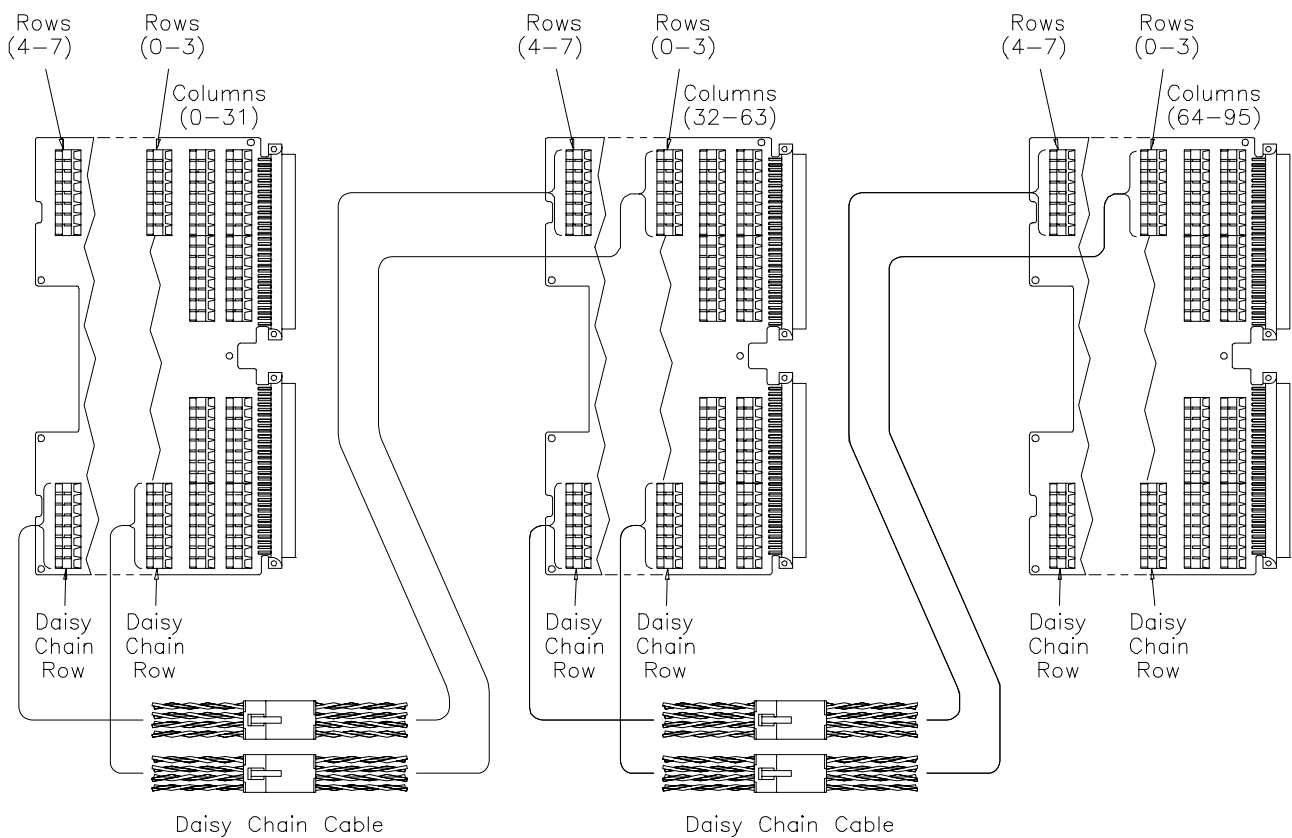 Rows
(4-7)
Rows
(0-3)
Columns
(0-31)
Rows
(4-7)
Rows
(0-3)
Columns
(32-63)
Rows
(4-7)
Rows
(0-3)
Columns
(64-95)
Daisy
Chain
Row
Daisy
Chain
Row
Daisy
Chain
Row
Daisy
Chain
Row
Daisy
Chain
Row
Daisy
Chain
Row
Daisy Chain Cable
Daisy Chain Cable